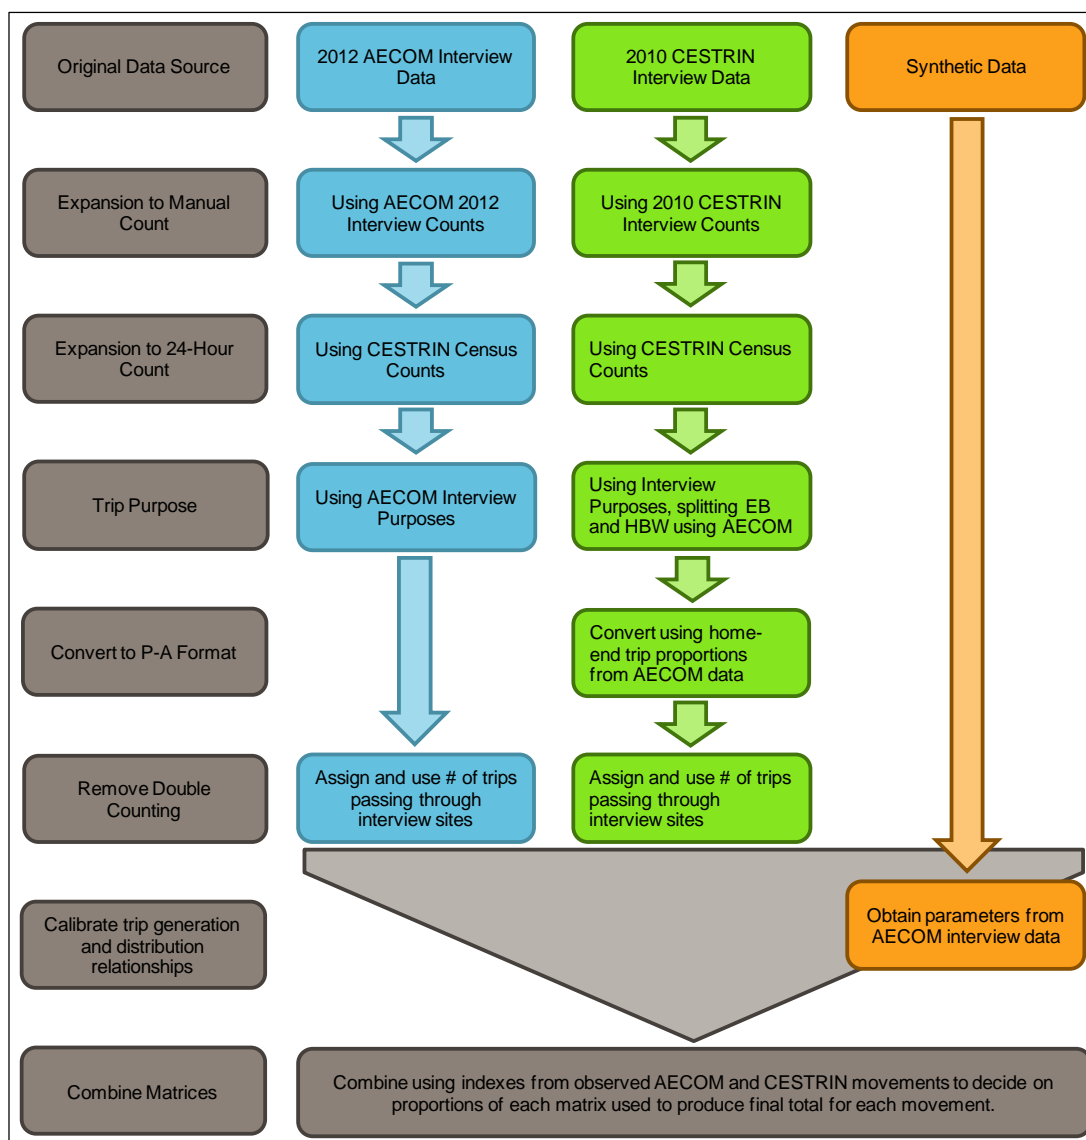 Original Data Source
2012 AECOM Interview
Data
2010 CESTRIN
Interview Data
Synthetic Data
Expansion to Manual
Count
Using AECOM 2012
Interview Counts
Using 2010 CESTRIN
Interview Counts
Expansion to 24-Hour
Count
Using CESTRIN Census
Counts
Using CESTRIN Census
Counts
Trip Purpose
Using AECOM Interview
Purposes
Using Interview
Purposes, splitting EB
and HBW using AECOM
Convert to P-A Format
Convert using home-
end trip proportions
from AECOM data
Remove Double
Counting
Assign and use # of trips
passing through
interview sites
Assign and use # of trips
passing through
interview sites
Calibrate trip generation
and distribution
relationships
Obtain parameters from
AECOM interview data
Combine Matrices
Combine using indexes from observed AECOM and CESTRIN movements to decide on
proportions of each matrix used to produce final total for each movement.